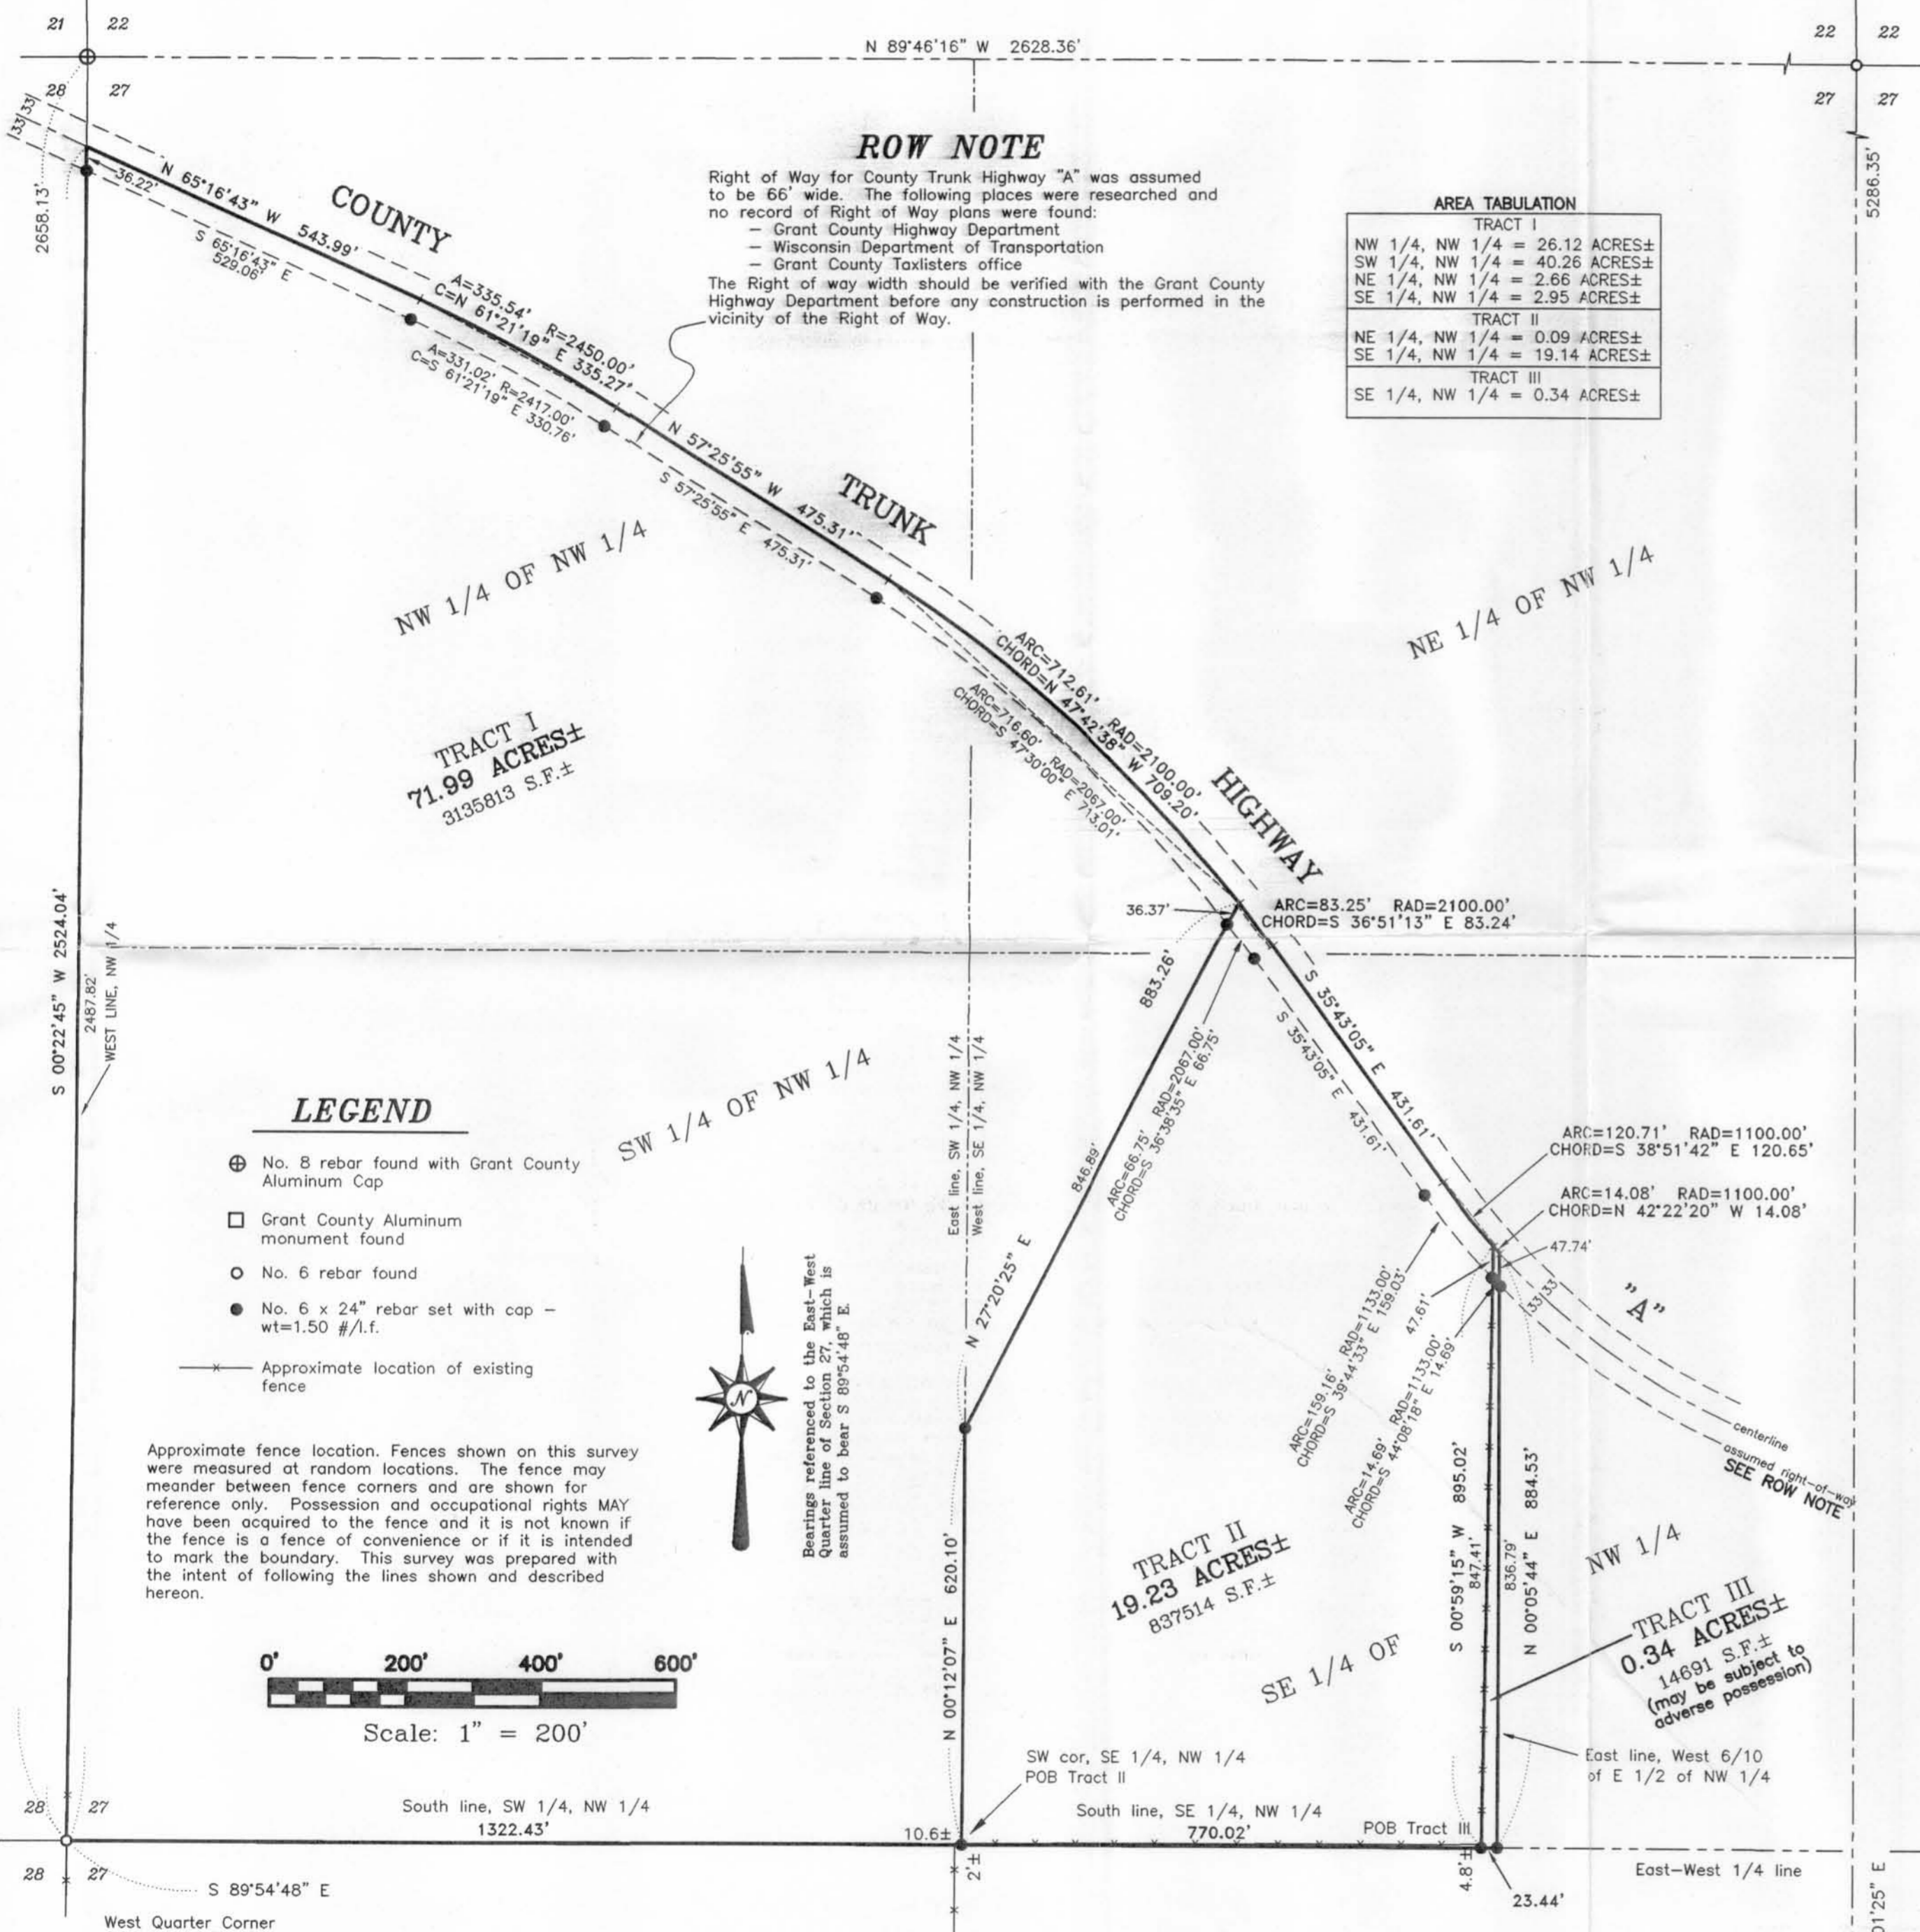 21 22
N 89°46'16" W 2628.36'
22 22
28 27
27 27
33' 33'
2658.13'
5286.35'
36.22'
N 65°16'43" W 543.99'
S 65°16'43" E
529.06'
COUNTY
ROW NOTE
Right of Way for County Trunk Highway "A" was assumed
to be 66' wide. The following places were researched and
no record of Right of Way plans were found:
- Grant County Highway Department
- Wisconsin Department of Transportation
- Grant County Taxlisters office
The Right of way width should be verified with the Grant County
Highway Department before any construction is performed in the
vicinity of the Right of Way.
AREA TABULATION
TRACT I
NW 1/4, NW 1/4 = 26.12 ACRES±
SW 1/4, NW 1/4 = 40.26 ACRES±
NE 1/4, NW 1/4 = 2.66 ACRES±
SE 1/4, NW 1/4 = 2.95 ACRES±
TRACT II
NE 1/4, NW 1/4 = 0.09 ACRES±
SE 1/4, NW 1/4 = 19.14 ACRES±
TRACT III
SE 1/4, NW 1/4 = 0.34 ACRES±
A=335.54' R=2450.00'
C=N 61°21'19" E 335.27'
A=331.02' R=2417.00'
C=S 61°21'19" E 330.76'
N 57°25'55" W 475.31'
S 57°25'55" E 475.31'
TRUNK
NW 1/4 OF NW 1/4
NE 1/4 OF NW 1/4
ARC=712.61' RAD=2100.00'
CHORD=N 47°42'38" W 709.20'
ARC=716.60' RAD=2067.00'
CHORD=S 47°30'00" E 713.01'
TRACT I
71.99 ACRES±
3135813 S.F.±
HIGHWAY
36.37'
ARC=83.25' RAD=2100.00'
CHORD=S 36°51'13" E 83.24'
S 00°22'45" W 2524.04'
2487.82'
WEST LINE, NW 1/4
883.26'
S 35°43'05" E 431.61'
S 35°43'05" E 431.61'
East line, SW 1/4, NW 1/4
West line, SE 1/4, NW 1/4
846.89'
ARC=66.75' RAD=2067.00'
CHORD=S 36°38'35" E 66.75'
SW 1/4 OF NW 1/4
LEGEND
No. 8 rebar found with Grant County
Aluminum Cap
Grant County Aluminum
monument found
No. 6 rebar found
No. 6 x 24" rebar set with cap -
wt=1.50 #/l.f.
Approximate location of existing
fence
ARC=120.71' RAD=1100.00'
CHORD=S 38°51'42" E 120.65'
ARC=14.08' RAD=1100.00'
CHORD=N 42°22'20" W 14.08'
47.74'
N 27°20'25" E
N
Bearings referenced to the East-West
Quarter line of Section 27, which is
assumed to bear S 89°54'48" E.
47.61'
33' 33'
"A"
ARC=159.16' RAD=1133.00'
CHORD=S 39°44'33" E 159.03'
ARC=14.69' RAD=1133.00'
CHORD=S 44°08'18" E 14.69'
centerline
assumed right-of-way
SEE ROW NOTE
Approximate fence location. Fences shown on this survey
were measured at random locations. The fence may
meander between fence corners and are shown for
reference only. Possession and occupational rights MAY
have been acquired to the fence and it is not known if
the fence is a fence of convenience or if it is intended
to mark the boundary. This survey was prepared with
the intent of following the lines shown and described
hereon.
N 00°12'07" E 620.10'
TRACT II
19.23 ACRES±
837514 S.F.±
S 00°59'15" W 895.02'
847.41'
836.79'
N 00°05'44" E 884.53'
SE 1/4 OF NW 1/4
TRACT III
0.34 ACRES±
14691 S.F.±
(may be subject to
adverse possession)
0' 200' 400' 600'
Scale: 1" = 200'
SW cor, SE 1/4, NW 1/4
POB Tract II
East line, West 6/10
of E 1/2 of NW 1/4
28 27
South line, SW 1/4, NW 1/4
1322.43'
10.6±
2'±
South line, SE 1/4, NW 1/4
770.02'
POB Tract III
4.8'±
23.44'
East-West 1/4 line
28 27
S 89°54'48" E
West Quarter Corner
01'25" E